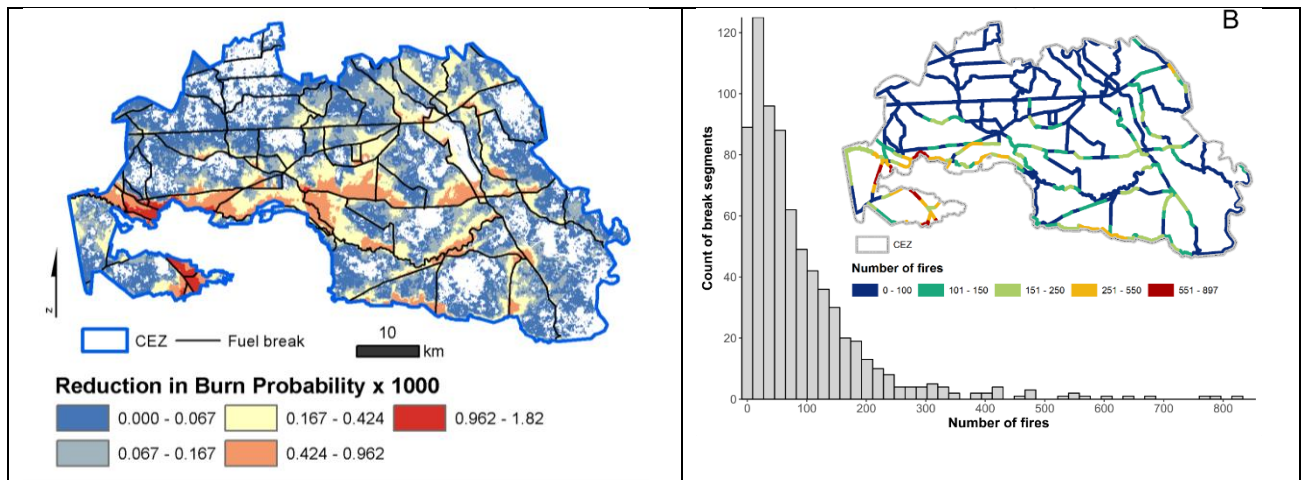 z
CEZ
Fuel break
10
km
Reduction in Burn Probability x 1000
0.000 - 0.067
0.167 - 0.424
0.962 - 1.82
0.067 - 0.167
0.424 - 0.962
B
120
100
80
60
40
20
0
Count of break segments
CEZ
Number of fires
0 - 100
101 - 150
151 - 250
251 - 550
551 - 897
0
100
200
300
400
500
600
700
800
Number of fires